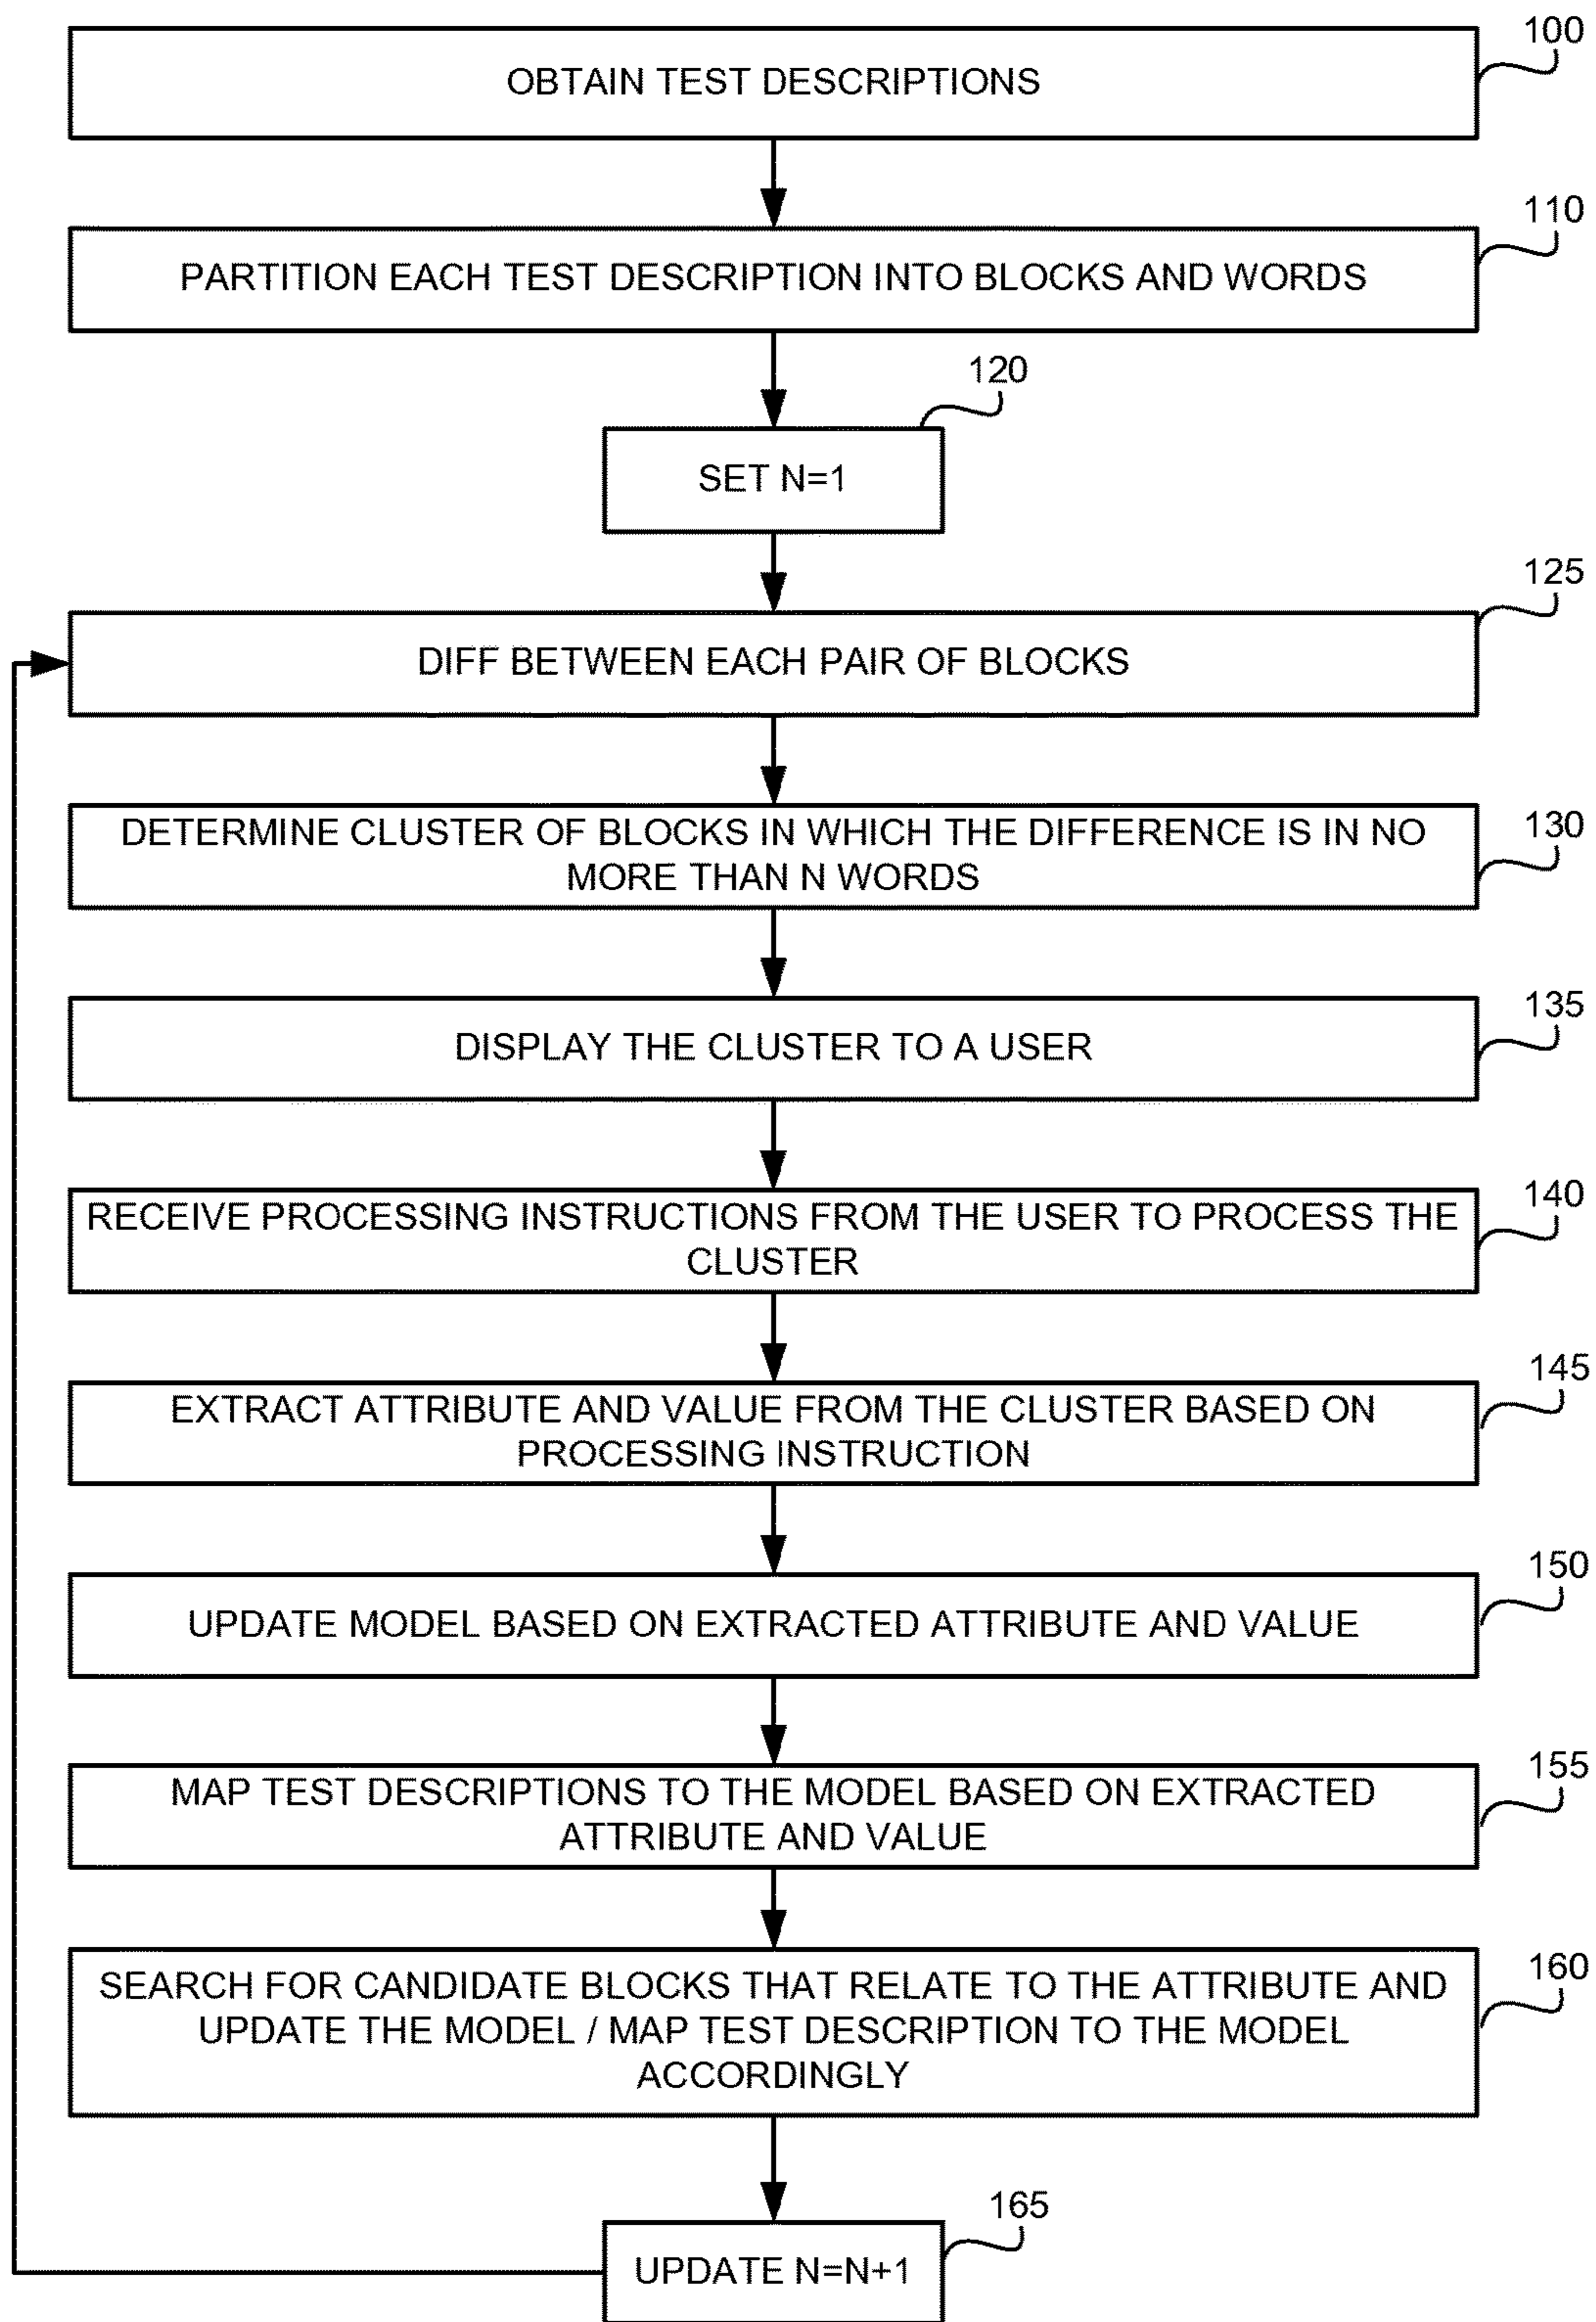 100
OBTAIN TEST DESCRIPTIONS
110
PARTITION EACH TEST DESCRIPTION INTO BLOCKS AND WORDS
120
SET N=1
125
DIFF BETWEEN EACH PAIR OF BLOCKS
130
DETERMINE CLUSTER OF BLOCKS IN WHICH THE DIFFERENCE IS IN NO
MORE THAN N WORDS
135
DISPLAY THE CLUSTER TO A USER
140
RECEIVE PROCESSING INSTRUCTIONS FROM THE USER TO PROCESS THE
CLUSTER
145
EXTRACT ATTRIBUTE AND VALUE FROM THE CLUSTER BASED ON
PROCESSING INSTRUCTION
150
UPDATE MODEL BASED ON EXTRACTED ATTRIBUTE AND VALUE
155
MAP TEST DESCRIPTIONS TO THE MODEL BASED ON EXTRACTED
ATTRIBUTE AND VALUE
160
SEARCH FOR CANDIDATE BLOCKS THAT RELATE TO THE ATTRIBUTE AND
UPDATE THE MODEL / MAP TEST DESCRIPTION TO THE MODEL
ACCORDINGLY
165
UPDATE N=N+1